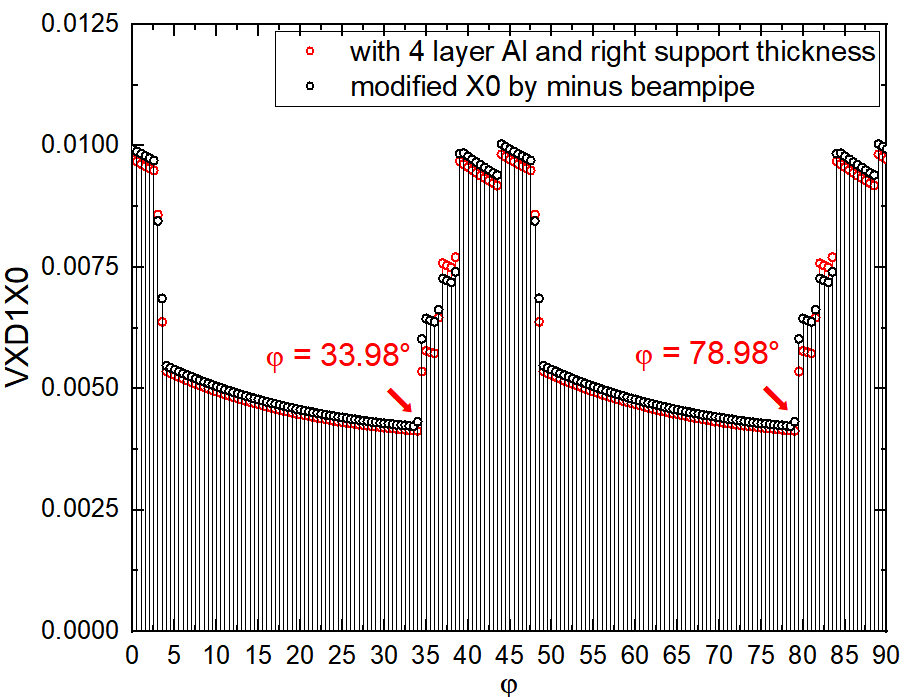 0.0125
with 4 layer Al and right support thickness
modified X0 by minus beampipe
0.0100
0.0075
φ = 33.98°
φ = 78.98°
0.0050
0.0025
0.0000
VXD1X0
0 5 10 15 20 25 30 35 40 45 50 55 60 65 70 75 80 85 90
φ